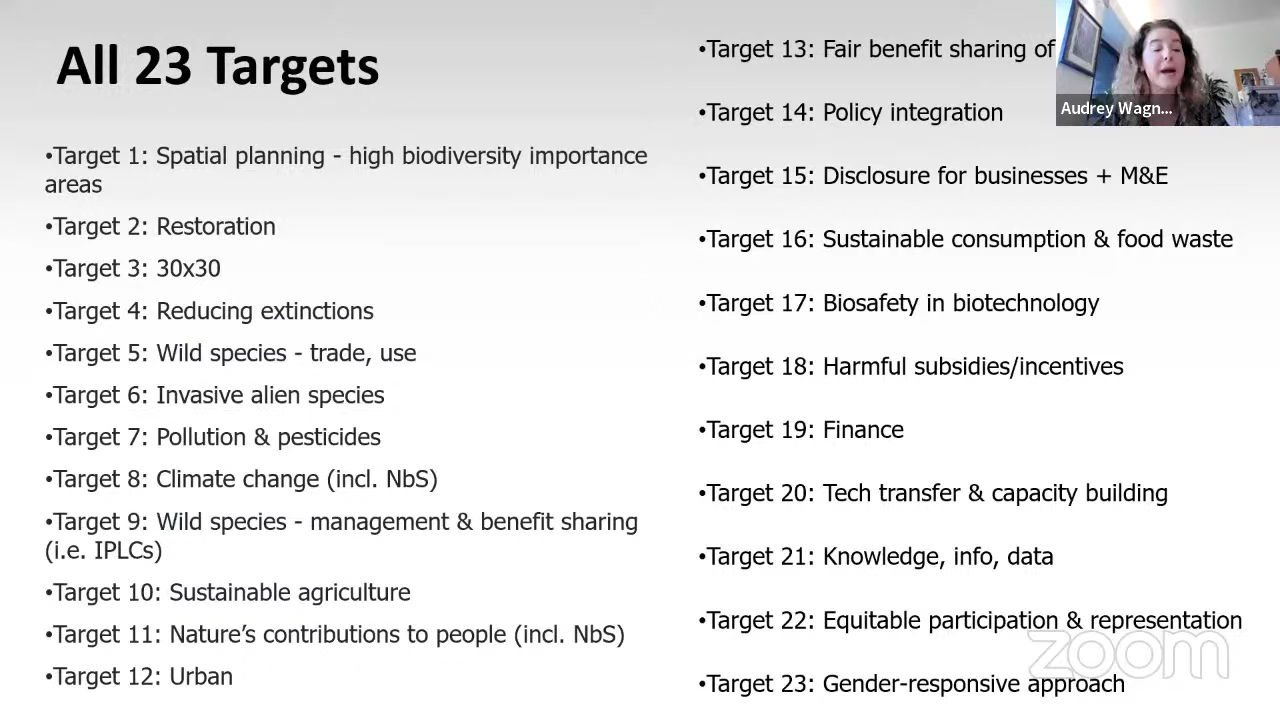 All 23 Targets
•Target 1: Spatial planning - high biodiversity importance
areas
•Target 2: Restoration
•Target 3: 30x30
•Target 4: Reducing extinctions
•Target 5: Wild species - trade, use
•Target 6: Invasive alien species
•Target 7: Pollution & pesticides
•Target 8: Climate change (incl. NbS)
•Target 9: Wild species - management & benefit sharing
(i.e. IPLCs)
•Target 10: Sustainable agriculture
•Target 11: Nature's contributions to people (incl. NbS)
•Target 12: Urban
•Target 13: Fair benefit sharing of
•Target 14: Policy integration
•Target 15: Disclosure for businesses + M&E
•Target 16: Sustainable consumption & food waste
•Target 17: Biosafety in biotechnology
•Target 18: Harmful subsidies/incentives
•Target 19: Finance
•Target 20: Tech transfer & capacity building
•Target 21: Knowledge, info, data
•Target 22: Equitable participation & representation
•Target 23: Gender-responsive approach
Audrey Wagn...
zoom